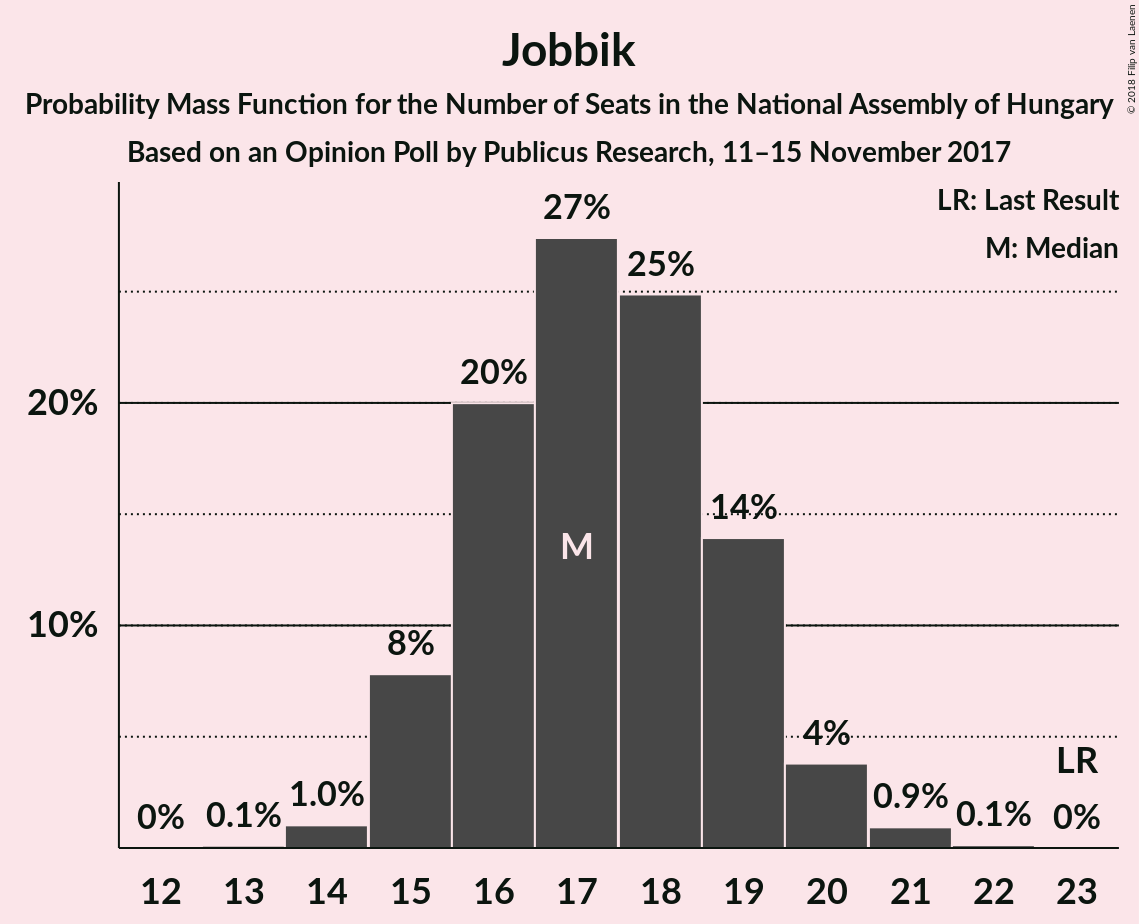 Jobbik
Probability Mass Function for the Number of Seats in the National Assembly of Hungary
Based on an Opinion Poll by Publicus Research, 11–15 November 2017
© 2018 Filip van Laenen
LR: Last Result
M: Median
27%
25%
20%
20%
14%
M
10%
8%
4%
LR
0%
0.1%
1.0%
0.9%
0.1%
0%
12 13 14 15 16 17 18 19 20 21 22 23